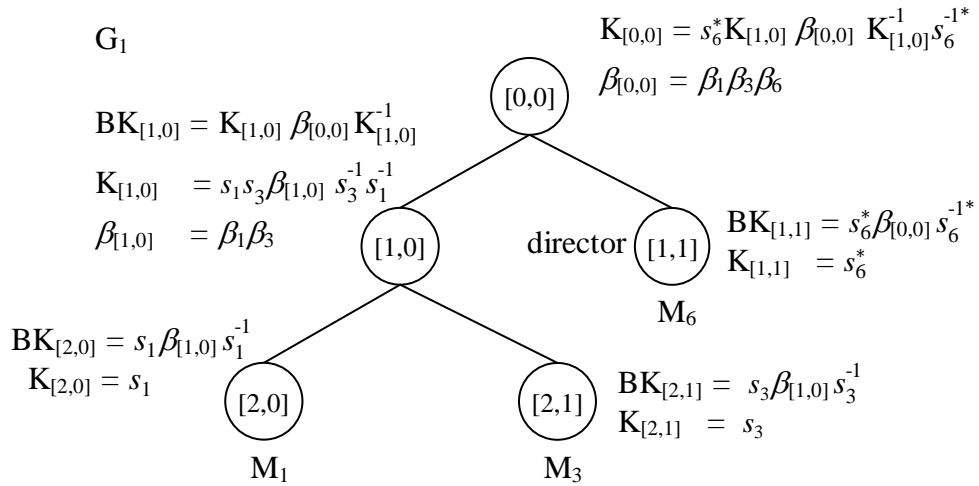 G₁
K[0,0] = s₆* K[1,0] β[0,0] K[1,0]⁻¹ s₆⁻¹*
β[0,0] = β₁β₃β₆
[0,0]
BK[1,0] = K[1,0] β[0,0] K[1,0]⁻¹
K[1,0] = s₁s₃β[1,0] s₃⁻¹s₁⁻¹
β[1,0] = β₁β₃
[1,0]
director
[1,1]
BK[1,1] = s₆*β[0,0] s₆⁻¹*
K[1,1] = s₆*
M₆
BK[2,0] = s₁β[1,0] s₁⁻¹
K[2,0] = s₁
[2,0]
M₁
[2,1]
M₃
BK[2,1] = s₃β[1,0] s₃⁻¹
K[2,1] = s₃